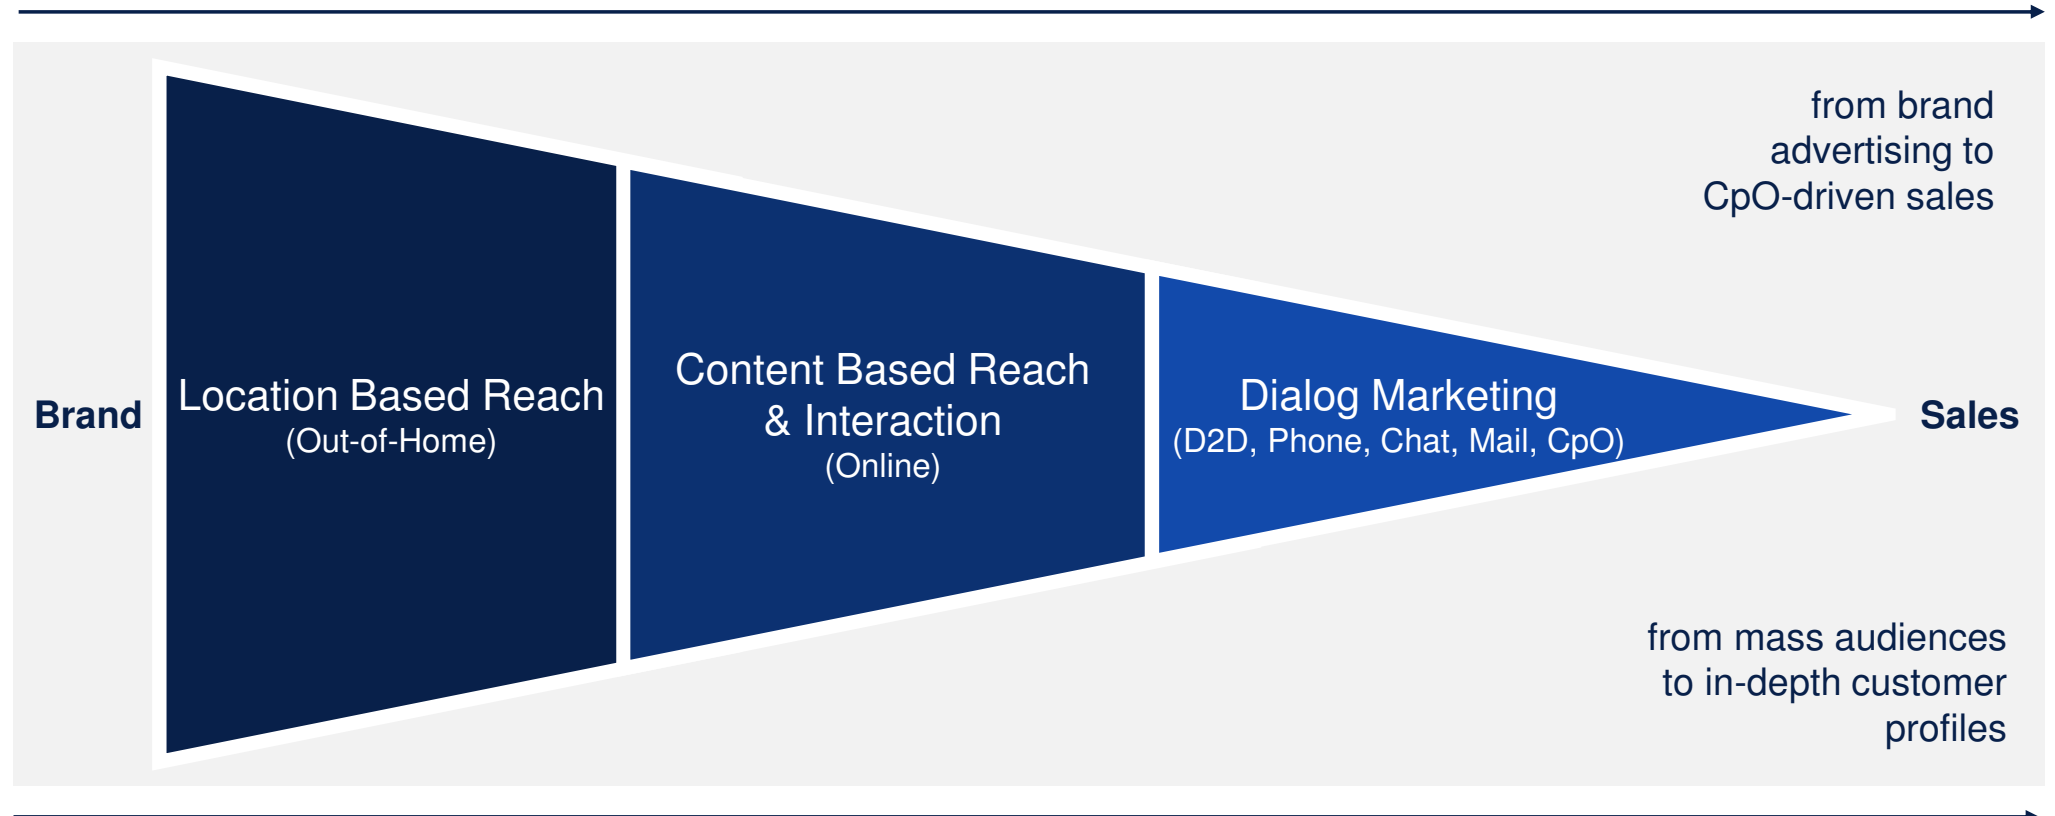 from brand
advertising to
CpO-driven sales
Brand
Location Based Reach
(Out-of-Home)
Content Based Reach
& Interaction
(Online)
Dialog Marketing
(D2D, Phone, Chat, Mail, CpO)
Sales
from mass audiences
to in-depth customer
profiles